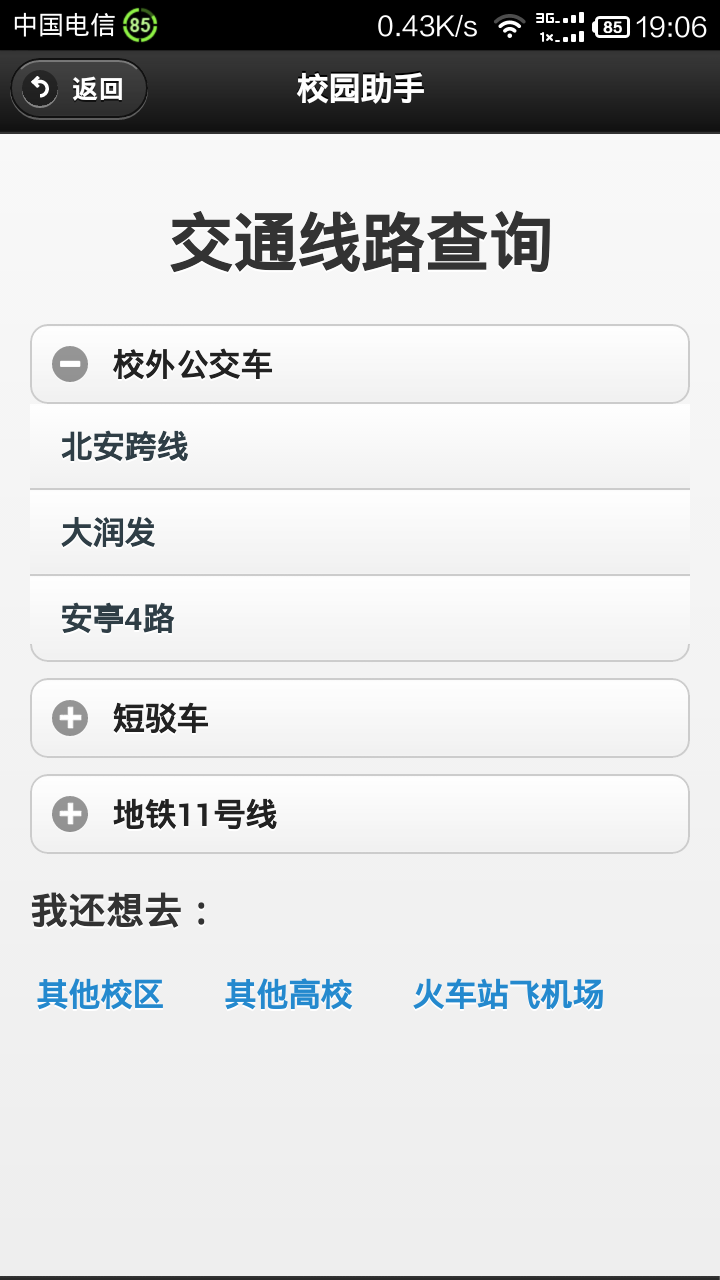 中国电信 85 0.43K/s 3G 1× 85 19:06
返回 校园助手
交通线路查询
校外公交车
北安跨线
大润发
安亭4路
短驳车
地铁11号线
我还想去：
其他校区 其他高校 火车站飞机场